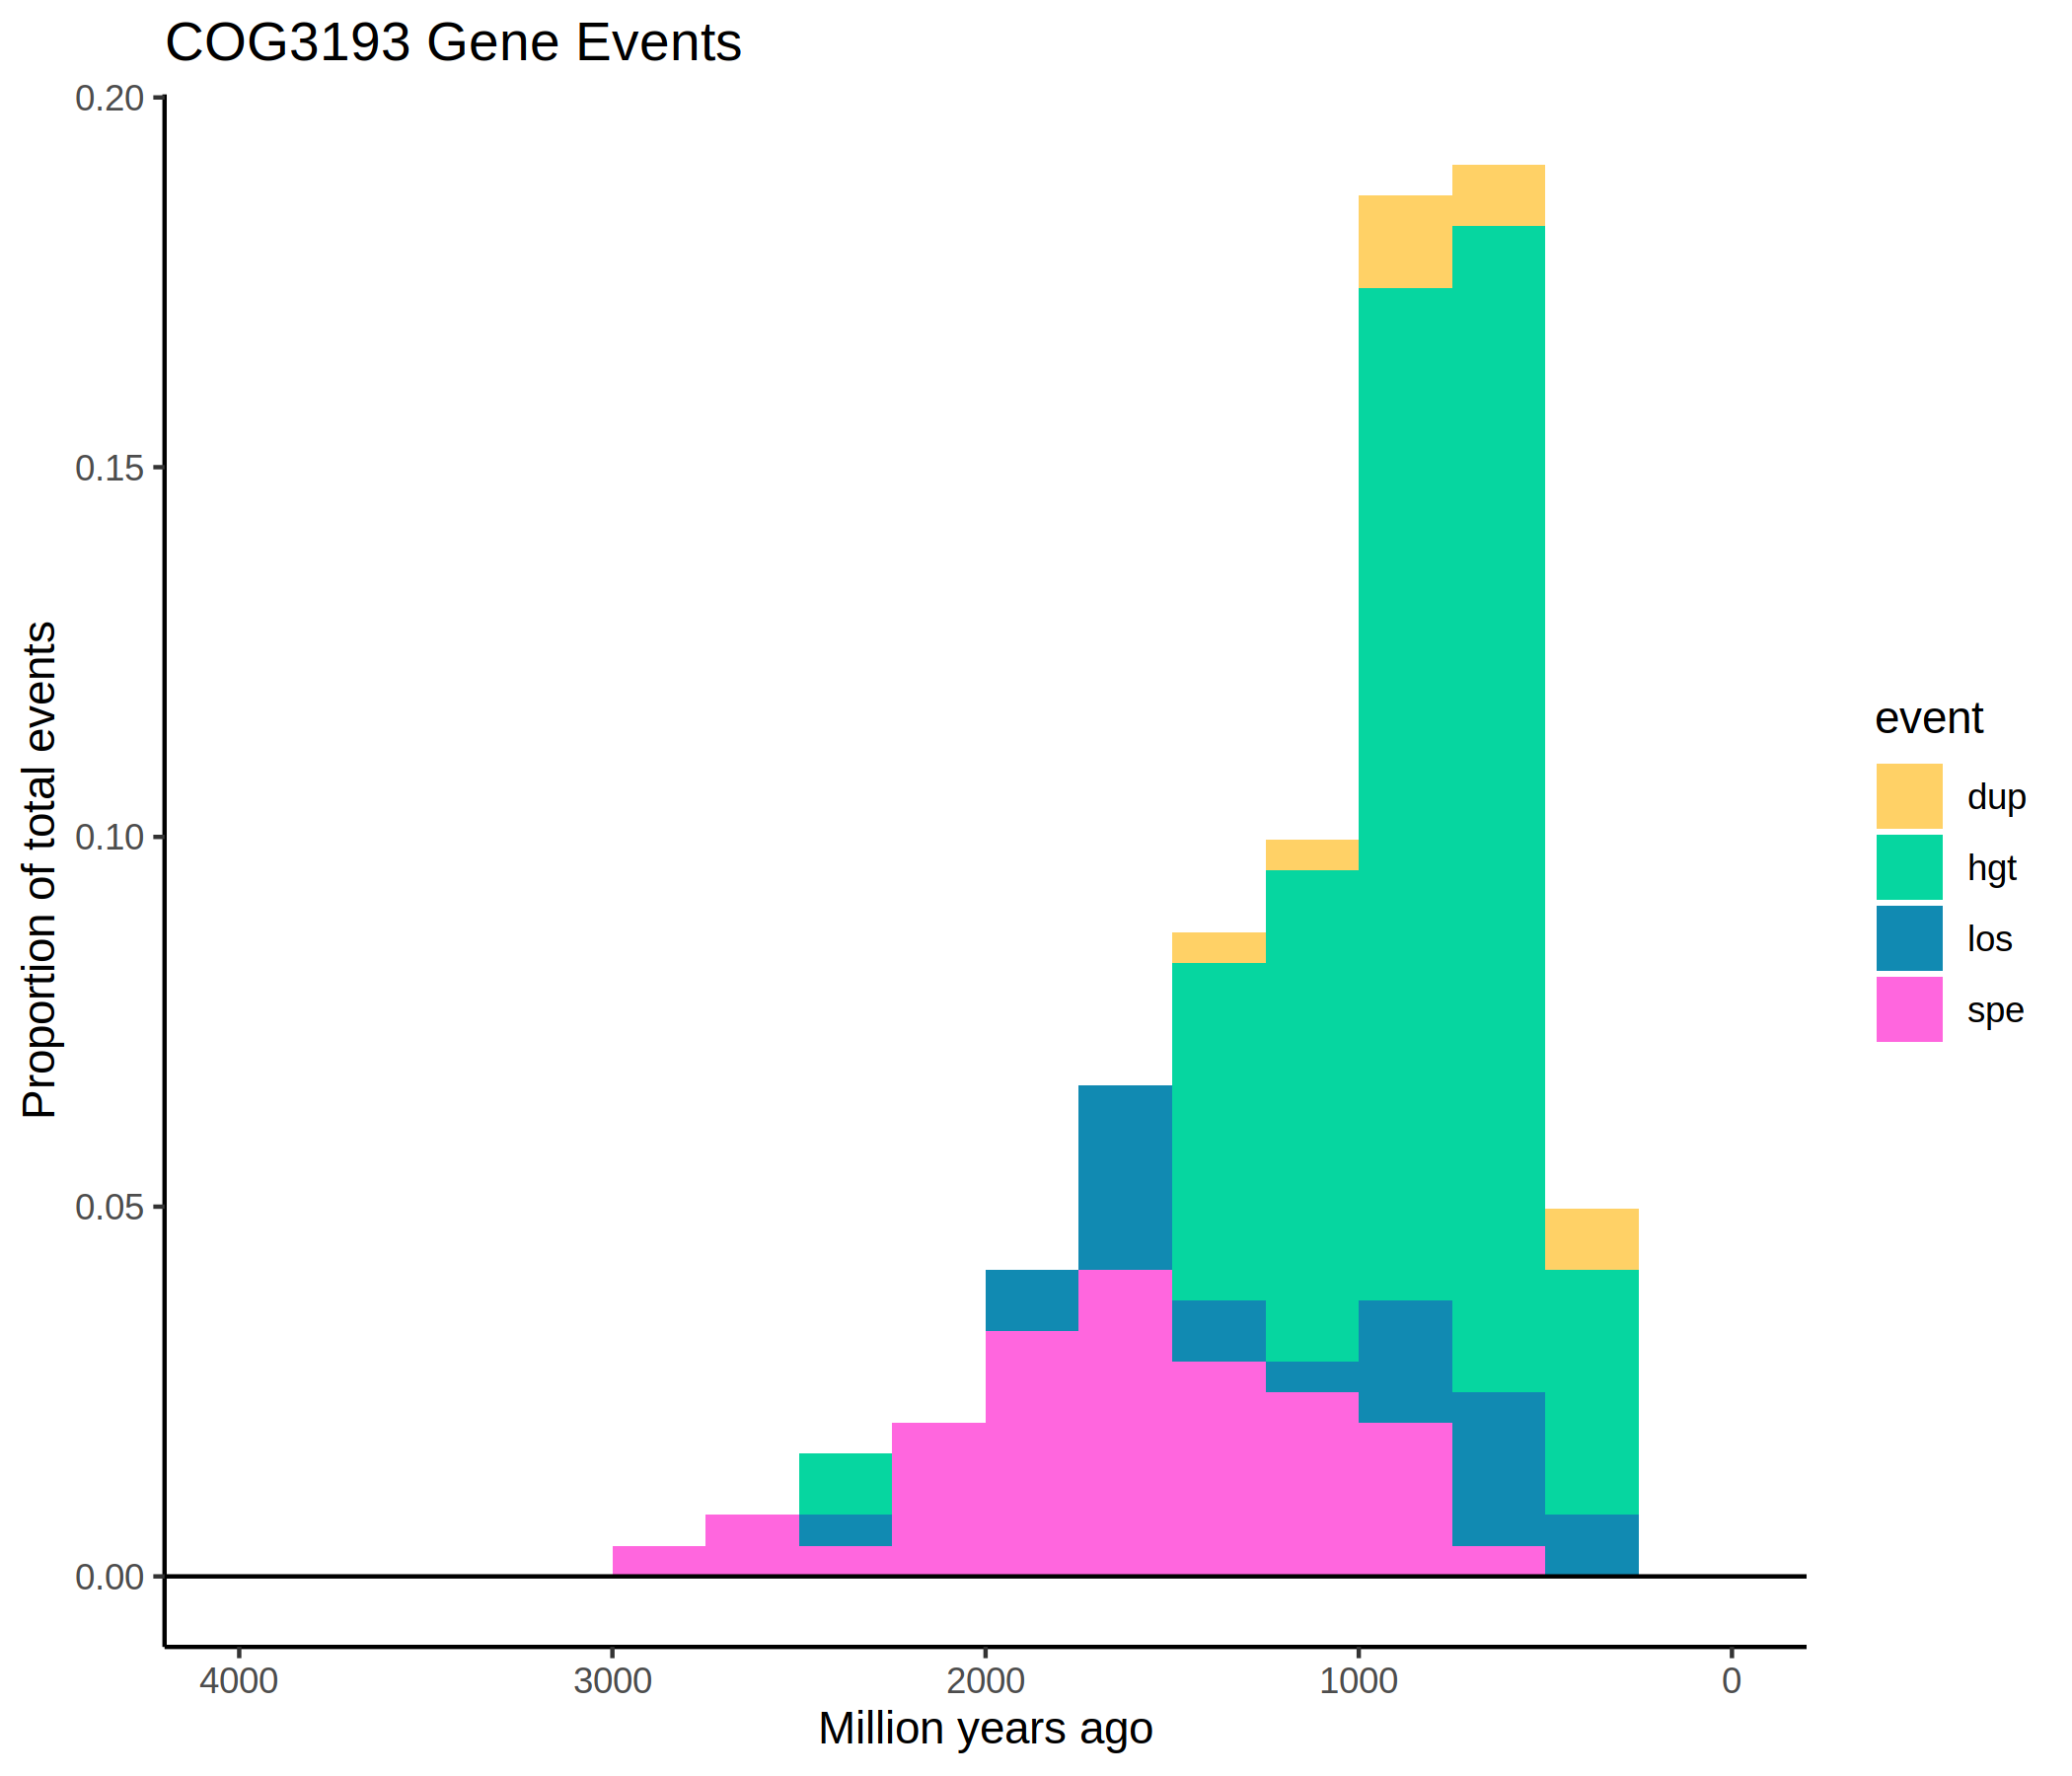 COG3193 Gene Events
0.20
0.15
0.10
0.05
0.00
Proportion of total events
4000 3000 2000 1000 0
Million years ago
event
dup
hgt
los
spe